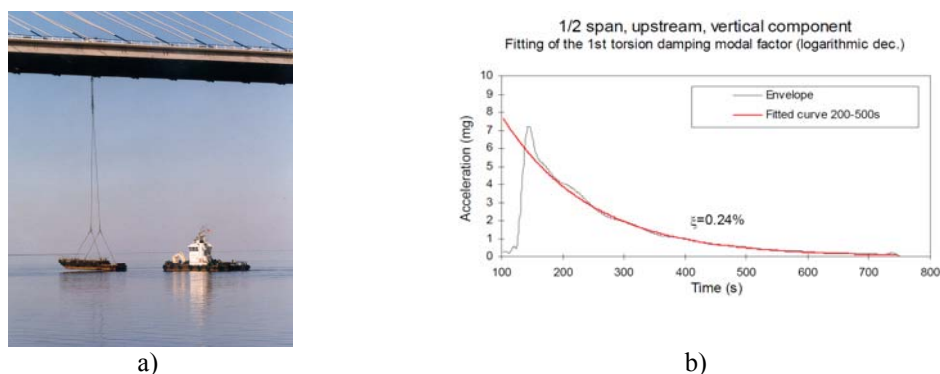 1/2 span, upstream, vertical component
Fitting of the 1st torsion damping modal factor (logarithmic dec.)
10
9
8
7
6
5
4
3
2
1
0
Acceleration (mg)
Envelope
Fitted curve 200-500s
ξ=0.24%
100 200 300 400 500 600 700 800
Time (s)
a) b)